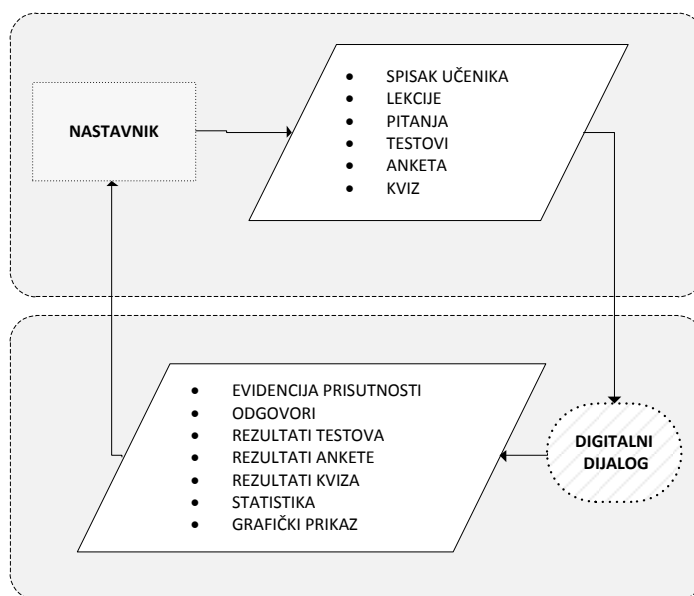 NASTAVNIK
• SPISAK UČENIKA
• LEKCIJE
• PITANJA
• TESTOVI
• ANKETA
• KVIZ
• EVIDENCIJA PRISUTNOSTI
• ODGOVORI
• REZULTATI TESTOVA
• REZULTATI ANKETE
• REZULTATI KVIZA
• STATISTIKA
• GRAFIČKI PRIKAZ
DIGITALNI
DIJALOG